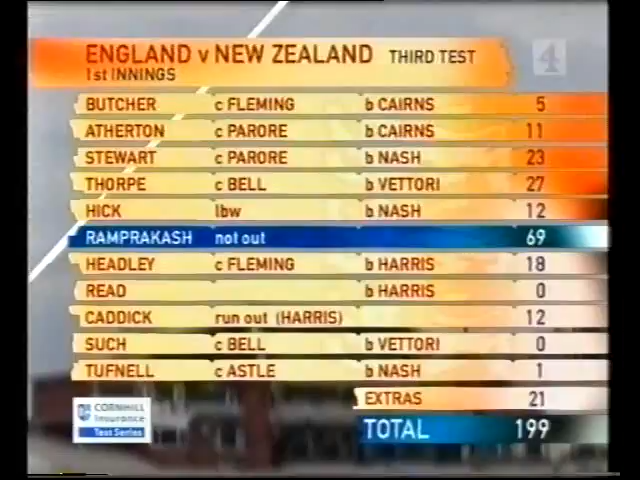 ENGLAND v NEW ZEALAND THIRD TEST
1st INNINGS
4
BUTCHER c FLEMING b CAIRNS 5
ATHERTON c PARORE b CAIRNS 11
STEWART c PARORE b NASH 23
THORPE c BELL b VETTORI 27
HICK lbw b NASH 12
RAMPRAKASH not out 69
HEADLEY c FLEMING b HARRIS 18
READ b HARRIS 0
CADDICK run out (HARRIS) 12
SUCH c BELL b VETTORI 0
TUFNELL c ASTLE b NASH 1
EXTRAS 21
TOTAL 199
CORNHILL
Insurance
Test Series